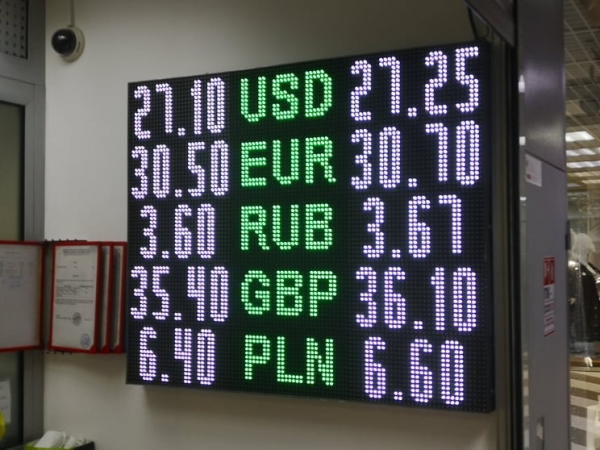 27.10 USD 27.25
30.50 EUR 30.70
3.60 RUB 3.67
35.40 GBP 36.10
6.40 PLN 6.60